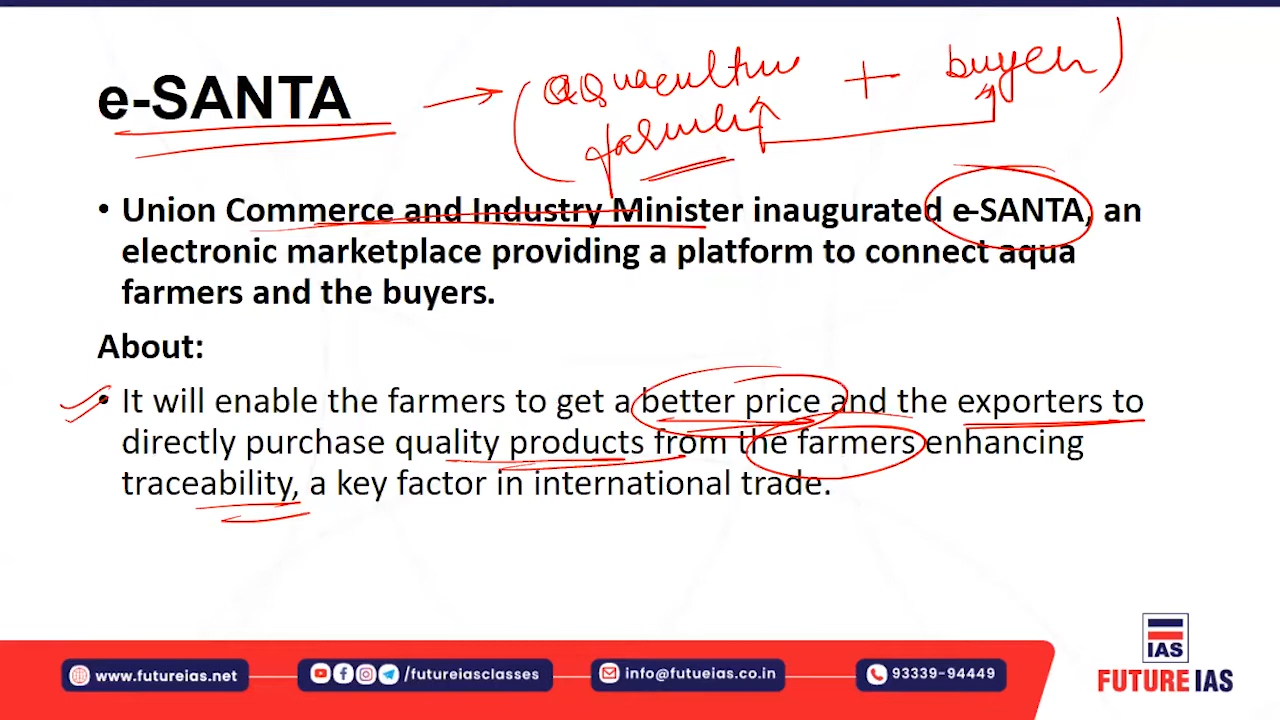 e-SANTA
aquaculture + buyer
farmer
• Union Commerce and Industry Minister inaugurated e-SANTA, an
electronic marketplace providing a platform to connect aqua
farmers and the buyers.
About:
• It will enable the farmers to get a better price and the exporters to
directly purchase quality products from the farmers enhancing
traceability, a key factor in international trade.
www.futureias.net
/futureiasclasses
info@futueias.co.in
93339-94449
IAS
FUTURE IAS